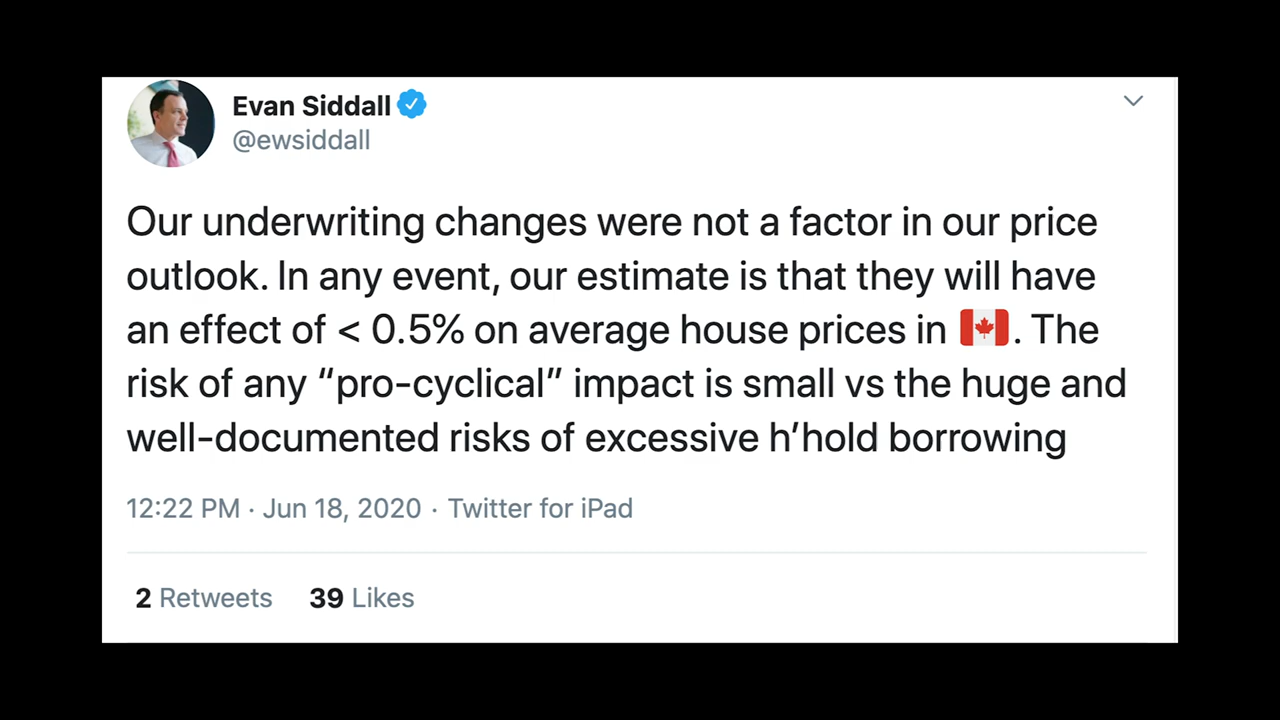 Evan Siddall
@ewsiddall
Our underwriting changes were not a factor in our price
outlook. In any event, our estimate is that they will have
an effect of < 0.5% on average house prices in 🇨🇦. The
risk of any “pro-cyclical” impact is small vs the huge and
well-documented risks of excessive h’hold borrowing
12:22 PM · Jun 18, 2020 · Twitter for iPad
2 Retweets 39 Likes